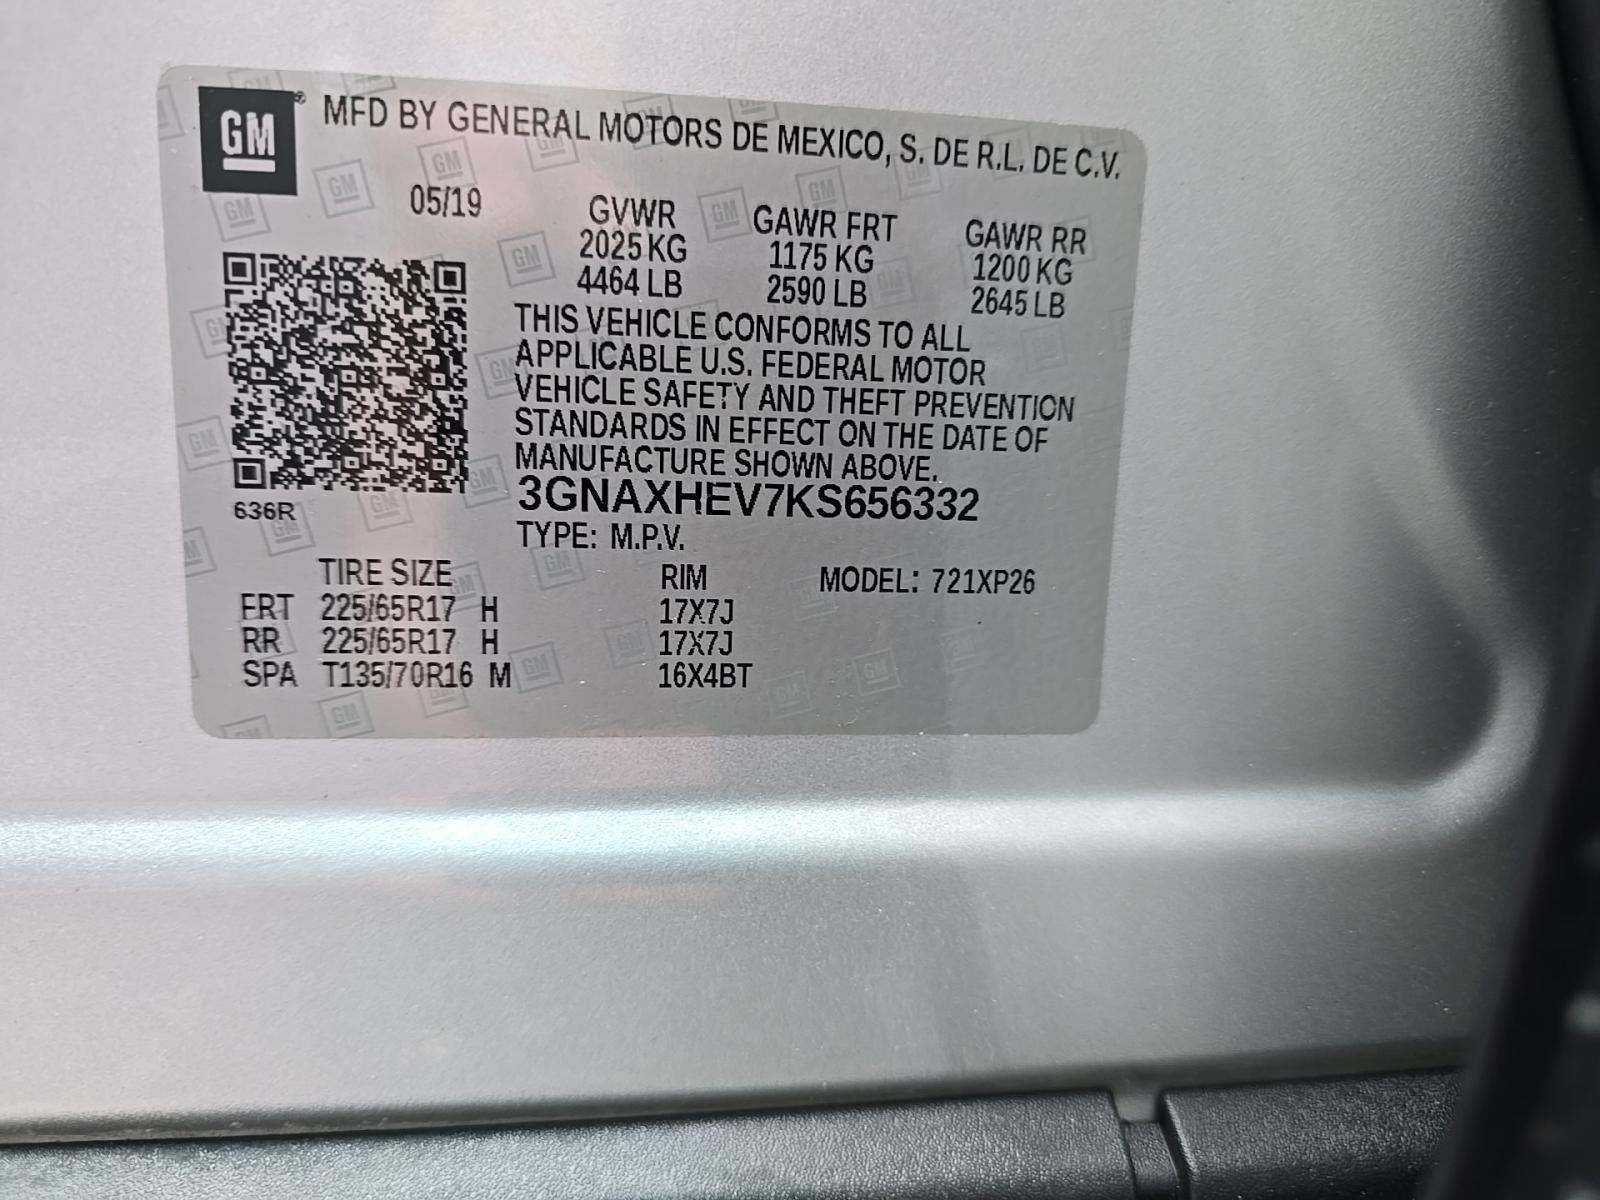 GM® MFD BY GENERAL MOTORS DE MEXICO, S. DE R.L. DE C.V.
05/19 GVWR GAWR FRT GAWR RR
2025 KG 1175 KG 1200 KG
4464 LB 2590 LB 2645 LB
THIS VEHICLE CONFORMS TO ALL
APPLICABLE U.S. FEDERAL MOTOR
VEHICLE SAFETY AND THEFT PREVENTION
STANDARDS IN EFFECT ON THE DATE OF
MANUFACTURE SHOWN ABOVE.
636R 3GNAXHEV7KS656332
TYPE: M.P.V.
TIRE SIZE RIM MODEL: 721XP26
FRT 225/65R17 H 17X7J
RR 225/65R17 H 17X7J
SPA T135/70R16 M 16X4BT